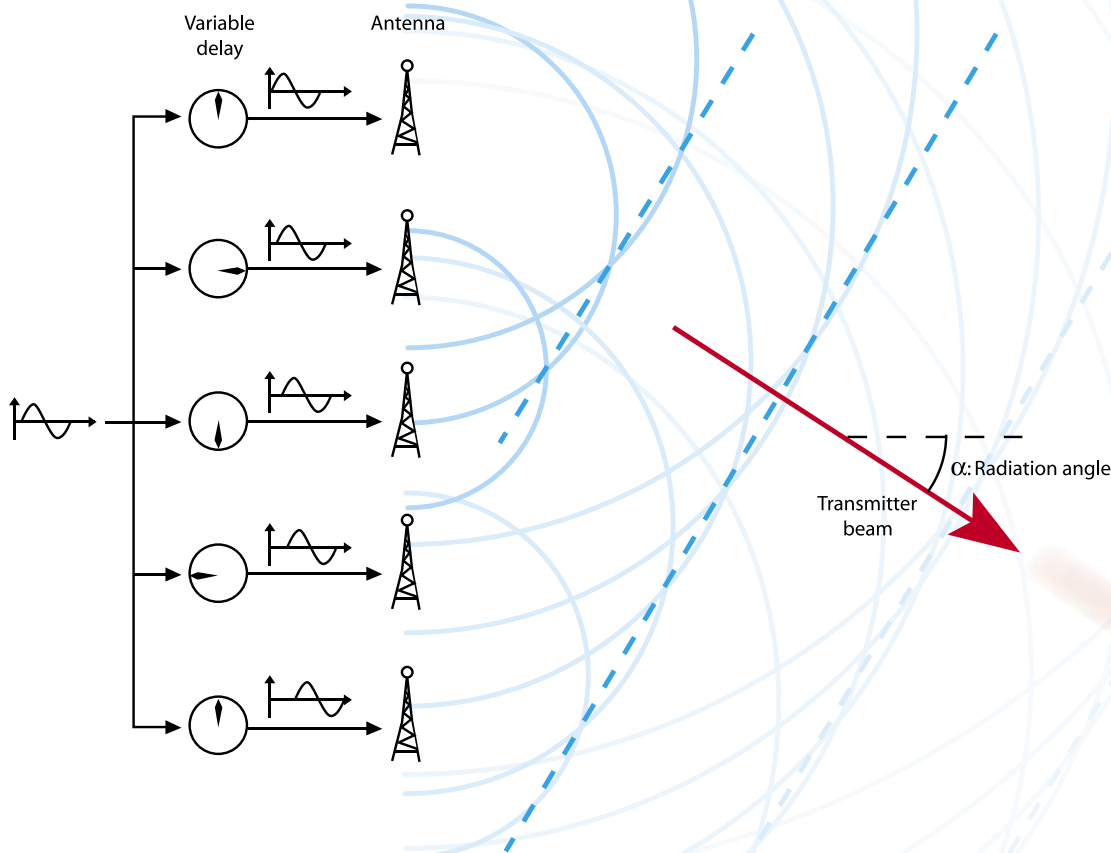 Variable
delay
Antenna
α: Radiation angle
Transmitter
beam